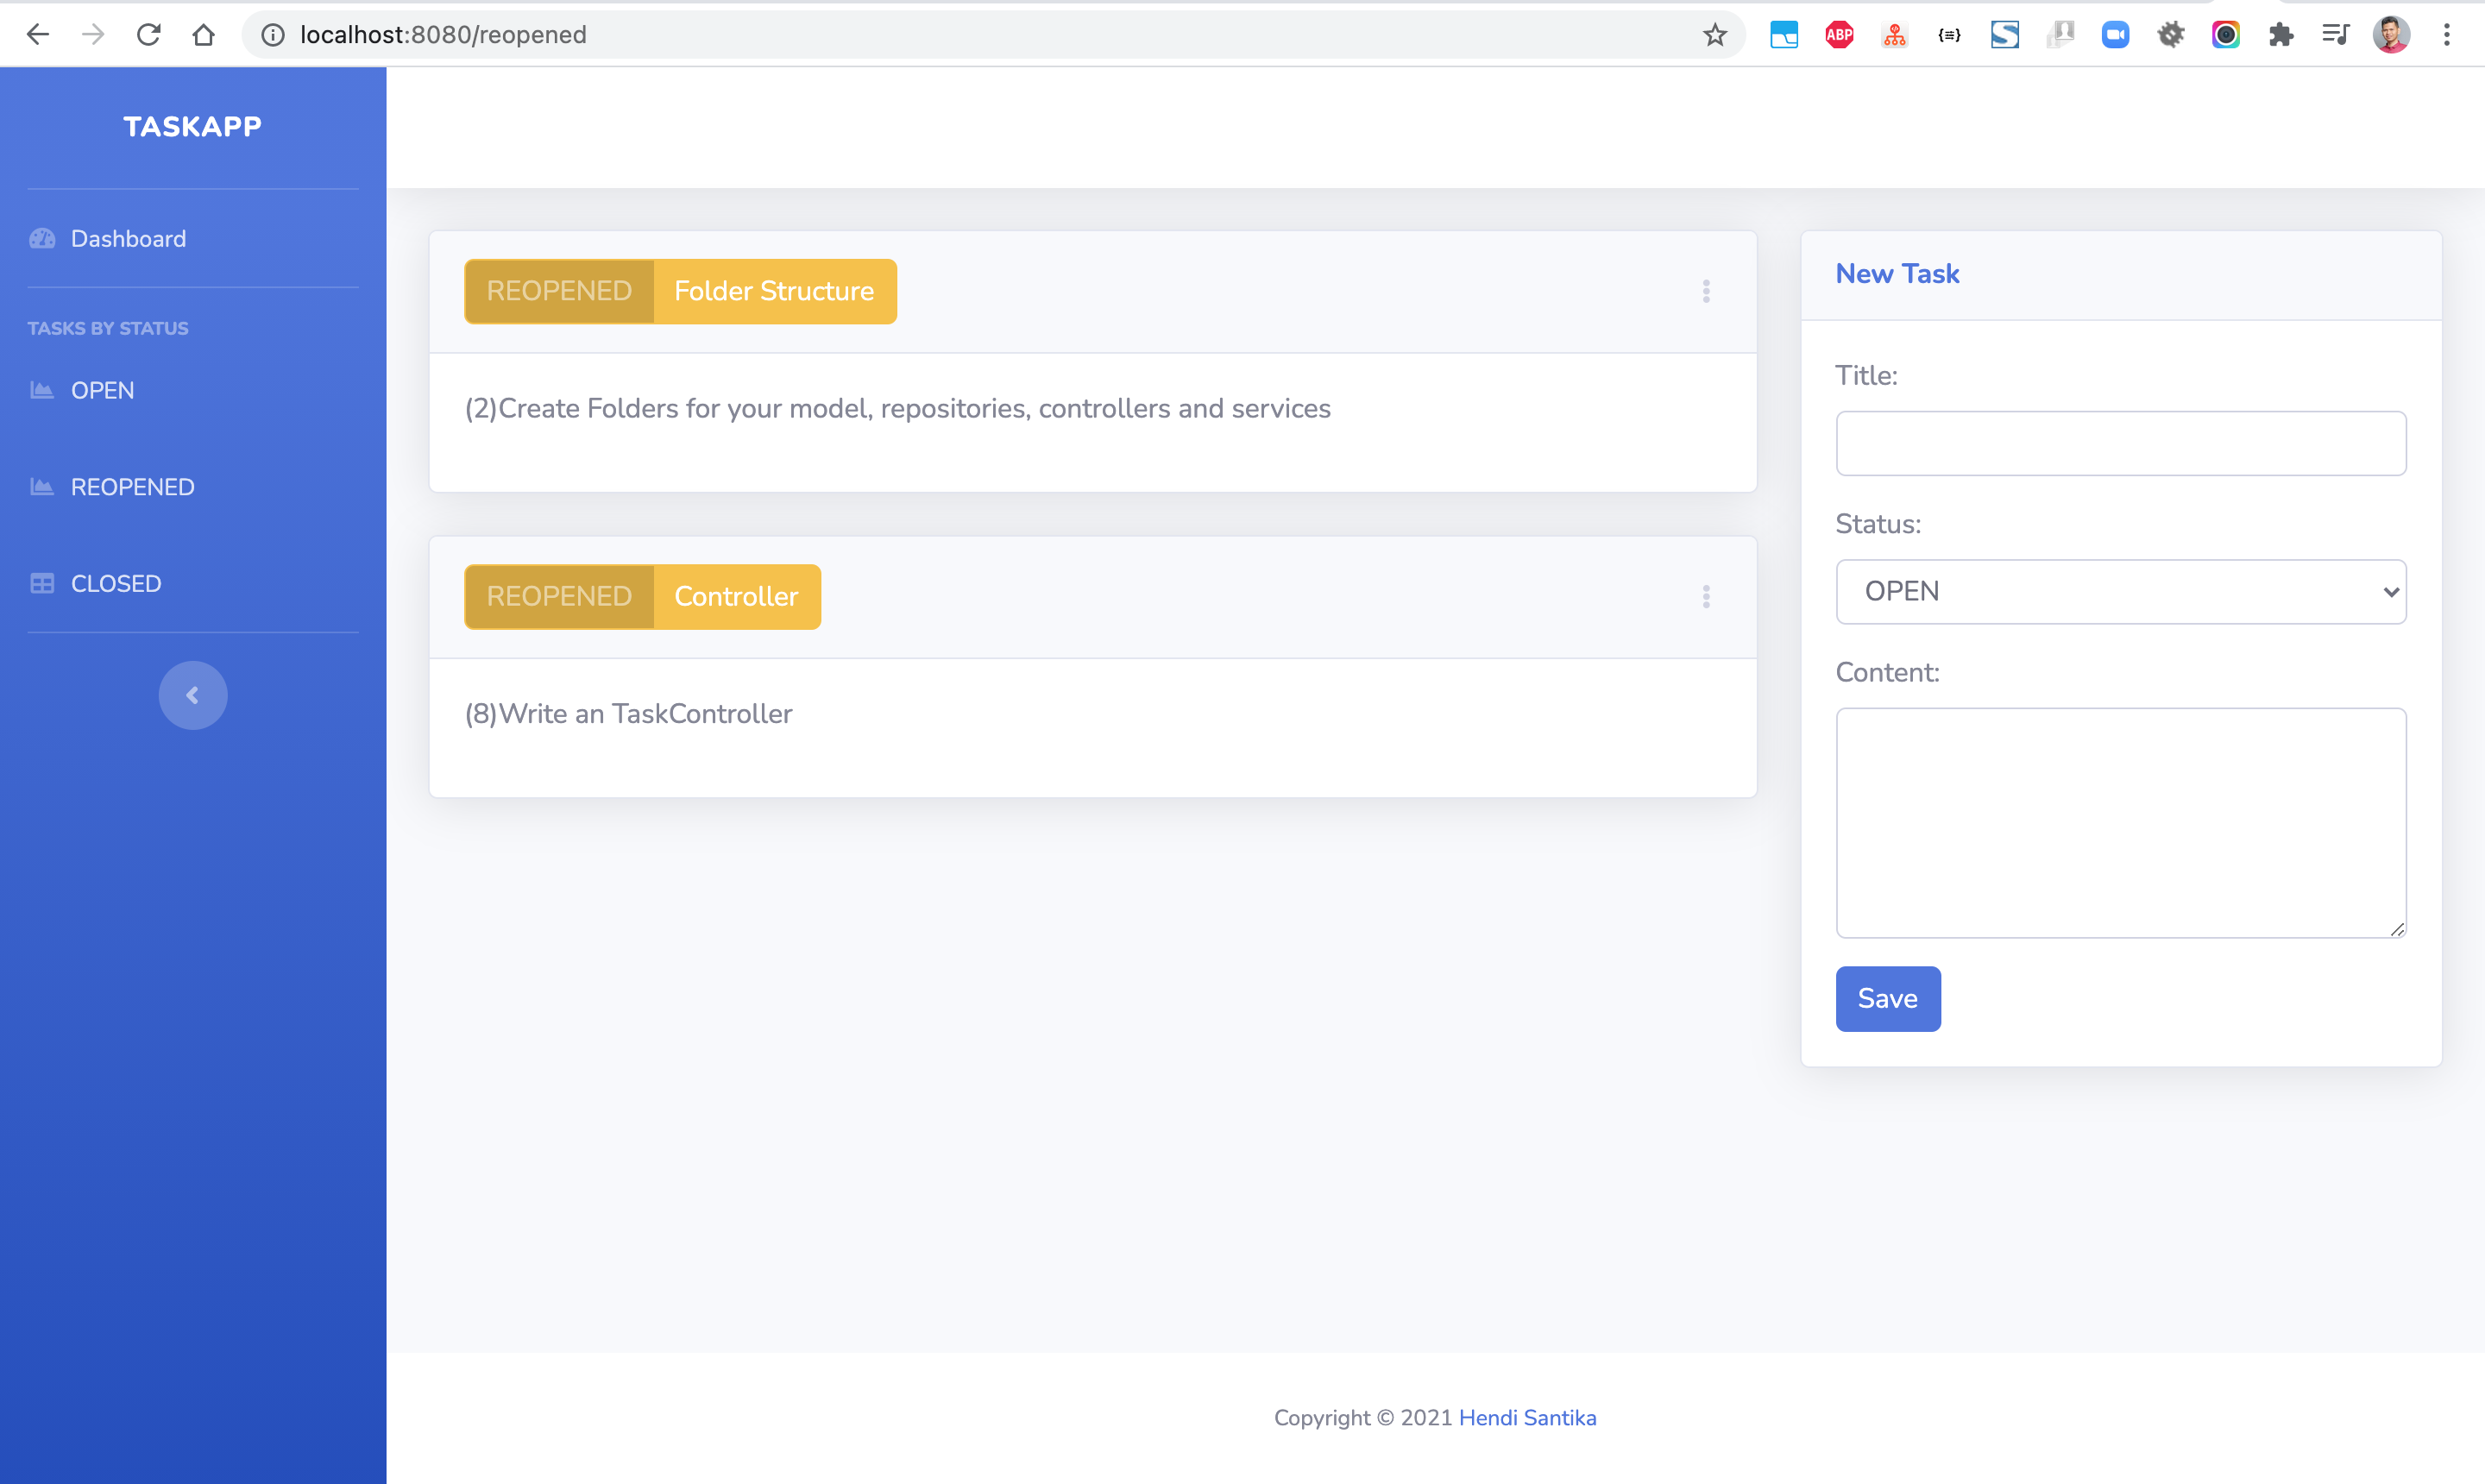 localhost:8080/reopened
ABP
TASKAPP
Dashboard
TASKS BY STATUS
OPEN
REOPENED
CLOSED
REOPENED Folder Structure
(2)Create Folders for your model, repositories, controllers and services
REOPENED Controller
(8)Write an TaskController
New Task
Title:
Status:
OPEN
Content:
Save
Copyright © 2021 Hendi Santika